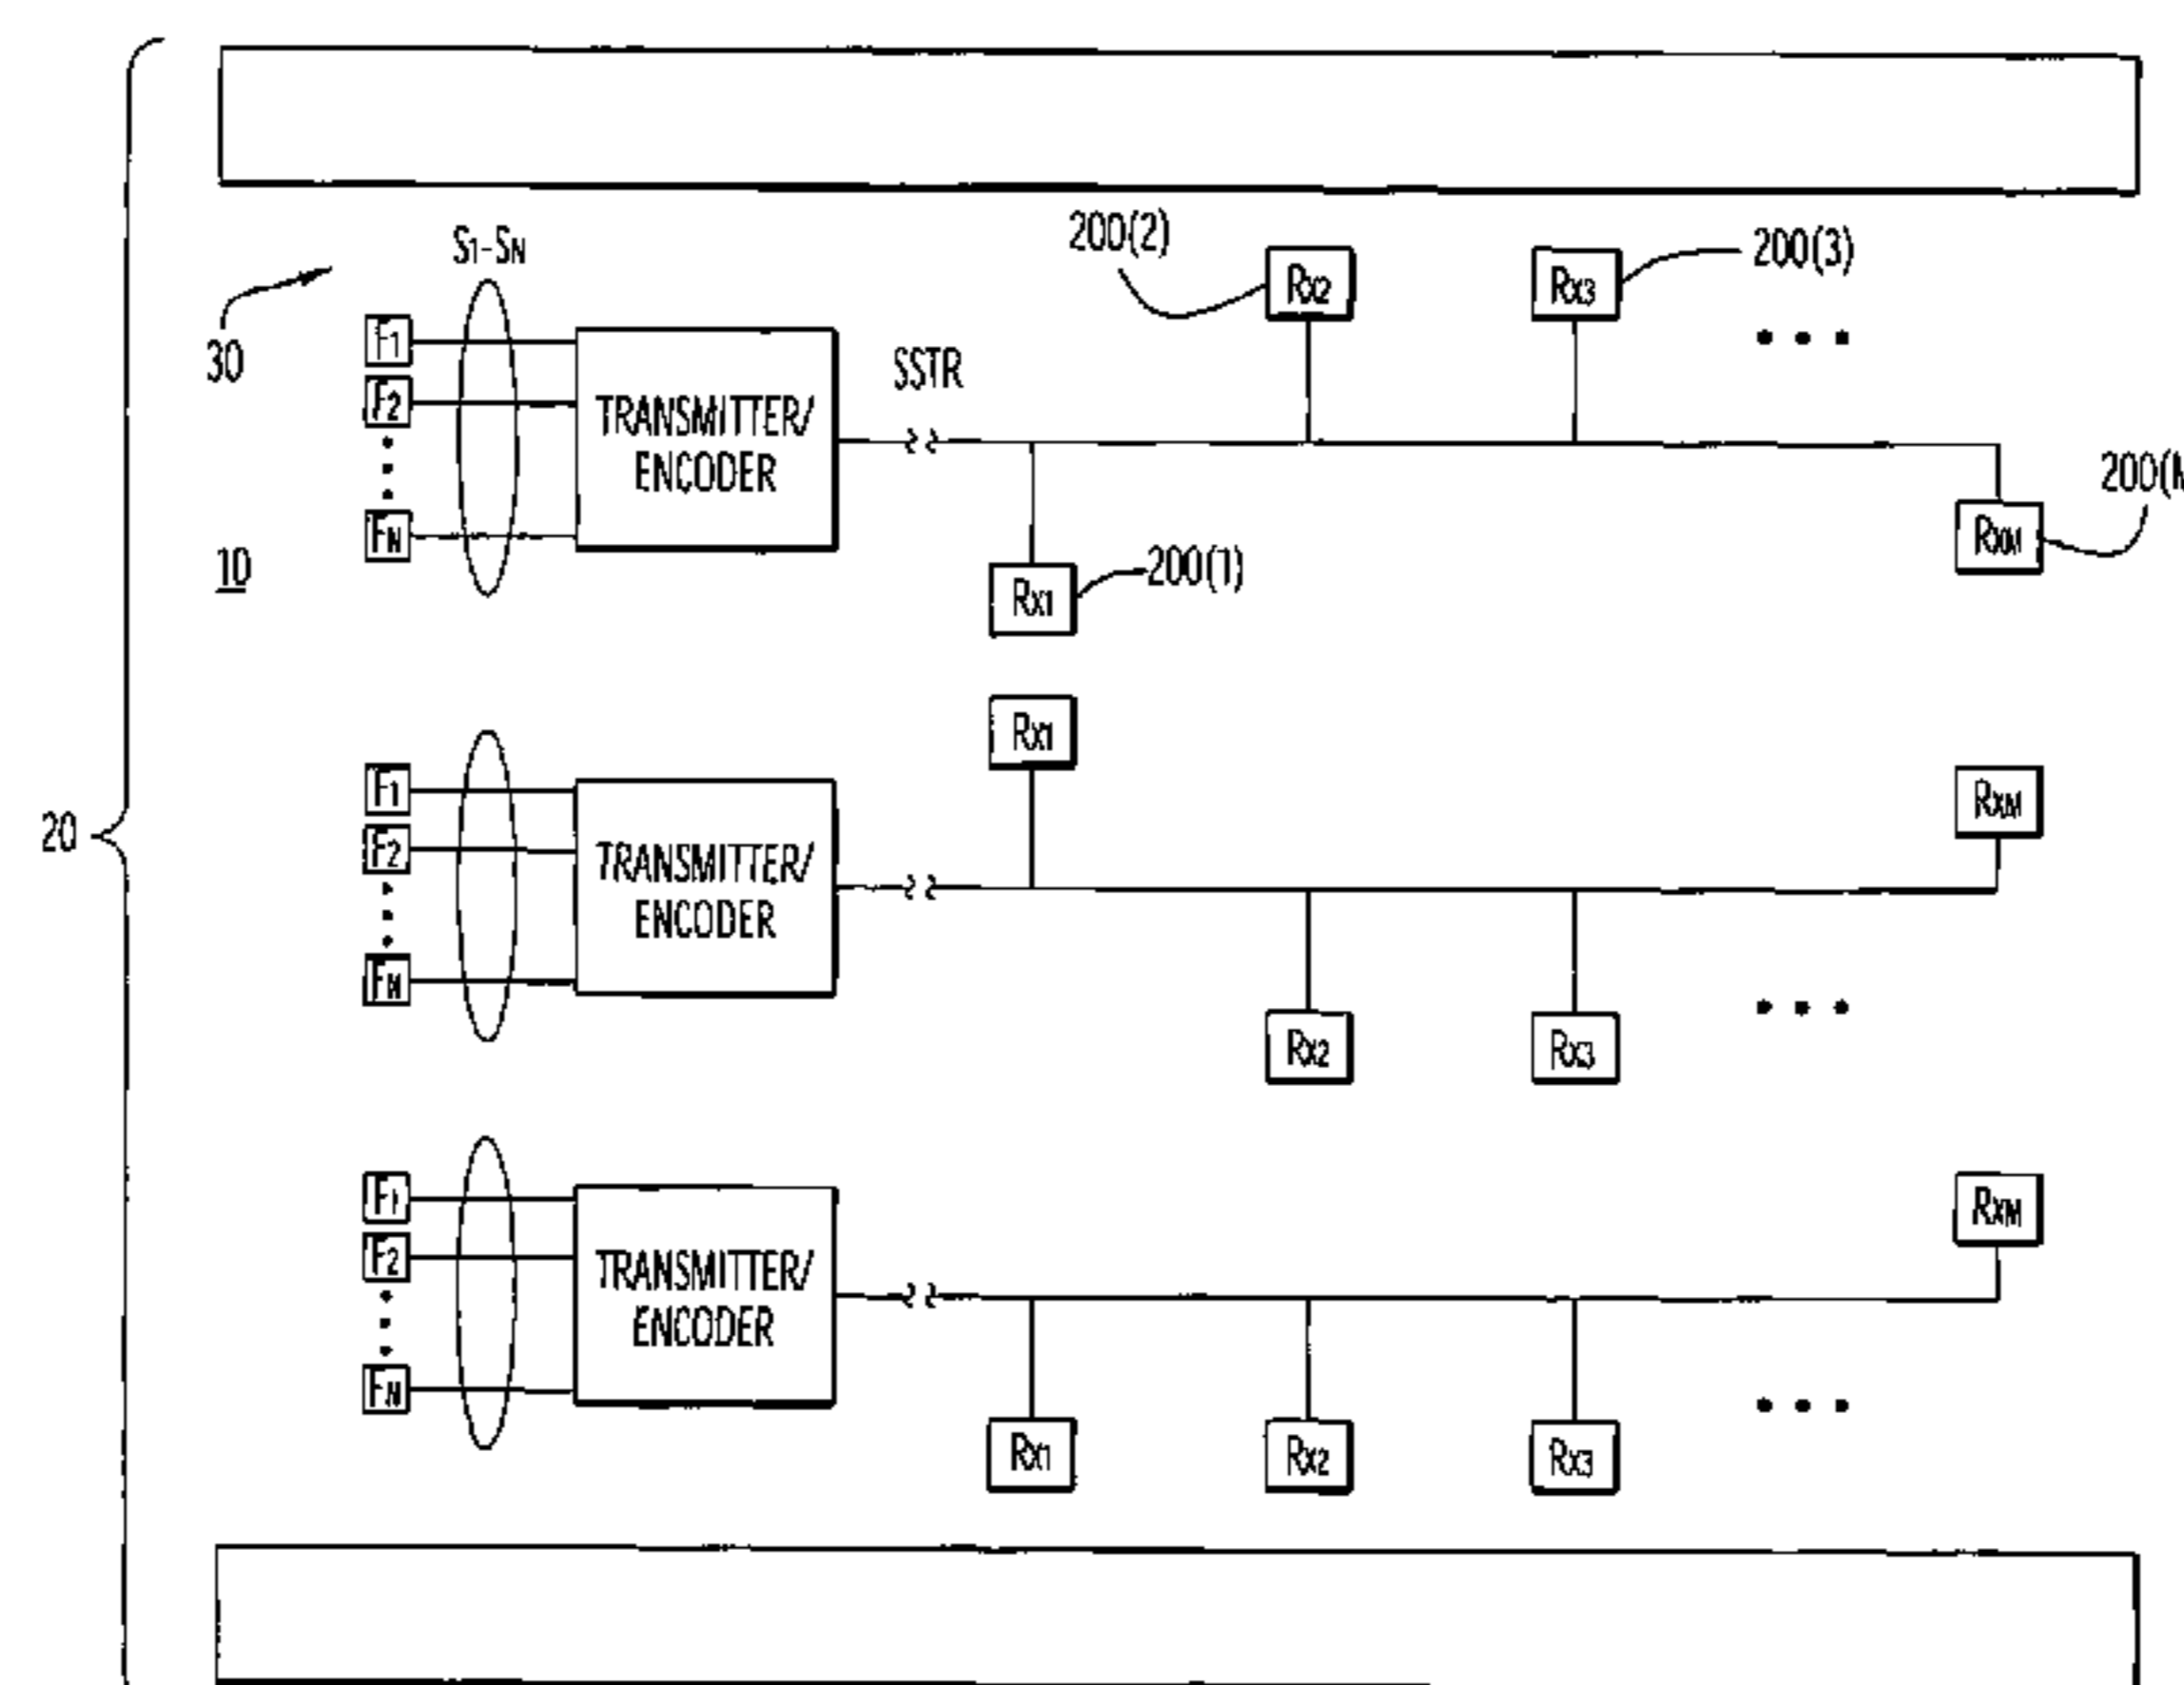 200(2)
200(3)
S1-SN
30
F1
F2
FN
TRANSMITTER/
ENCODER
SSTR
RX2
RX3
RXM
RX1
200(1)
10
20
F1
F2
FN
TRANSMITTER/
ENCODER
RX1
RXM
RX2
RX3
F1
F2
FN
TRANSMITTER/
ENCODER
RXM
RX1
RX2
RX3